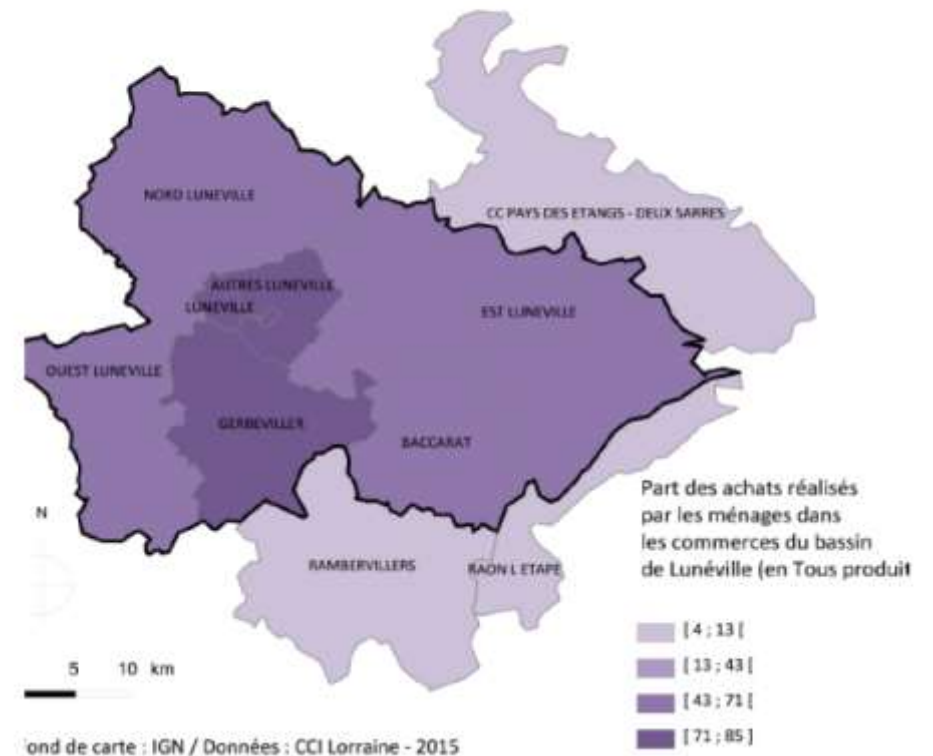 NORD LUNEVILLE
CC PAYS DES ETANGS - DEUX SARRES
AUTRES LUNEVILLE
LUNEVILLE
EST LUNEVILLE
OUEST LUNEVILLE
GERBEVILLER
BACCARAT
N
RAMBERVILLERS
RAON L ETAPE
Part des achats réalisés
par les ménages dans
les commerces du bassin
de Lunéville (en Tous produit
[ 4 ; 13 [
[ 13 ; 43 [
[ 43 ; 71 [
[ 71 ; 85 ]
5 10 km
ond de carte : IGN / Données : CCI Lorraine - 2015